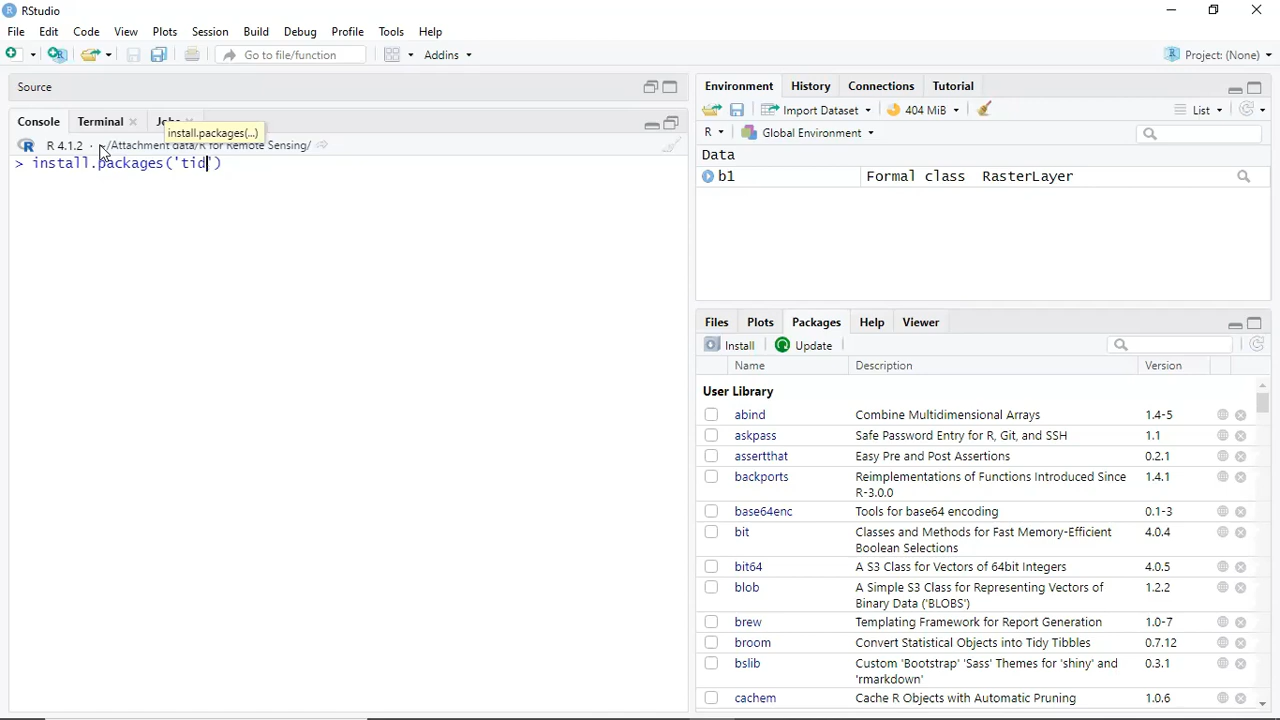 RStudio
File Edit Code View Plots Session Build Debug Profile Tools Help
Go to file/function Addins Project: (None)
Source
Console Terminal
install.packages(...)
R 4.1.2 · ~/Attachment data/R for Remote Sensing/
> install.packages('tid')
Environment History Connections Tutorial
Import Dataset 404 MiB List
R Global Environment
Data
b1 Formal class RasterLayer
Files Plots Packages Help Viewer
Install Update
Name Description Version
User Library
abind Combine Multidimensional Arrays 1.4-5
askpass Safe Password Entry for R, Git, and SSH 1.1
assertthat Easy Pre and Post Assertions 0.2.1
backports Reimplementations of Functions Introduced Since 1.4.1
R-3.0.0
base64enc Tools for base64 encoding 0.1-3
bit Classes and Methods for Fast Memory-Efficient 4.0.4
Boolean Selections
bit64 A S3 Class for Vectors of 64bit Integers 4.0.5
blob A Simple S3 Class for Representing Vectors of 1.2.2
Binary Data ('BLOBS')
brew Templating Framework for Report Generation 1.0-7
broom Convert Statistical Objects into Tidy Tibbles 0.7.12
bslib Custom 'Bootstrap' 'Sass' Themes for 'shiny' and 0.3.1
'rmarkdown'
cachem Cache R Objects with Automatic Pruning 1.0.6